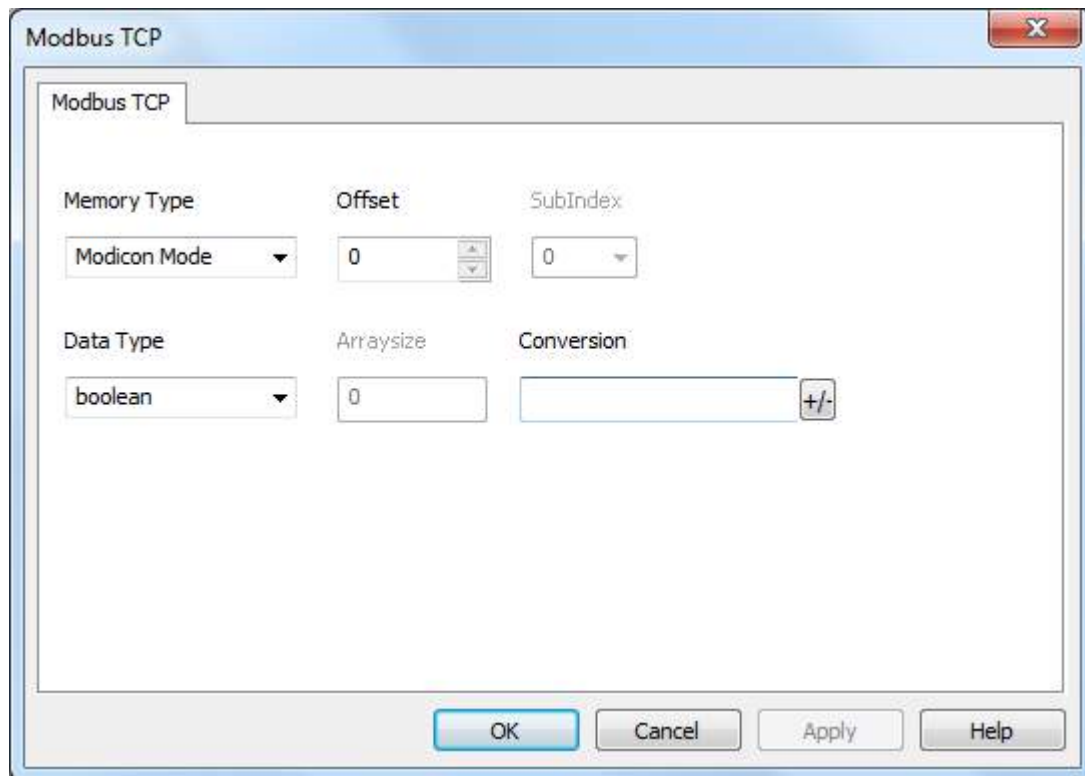 Modbus TCP
Modbus TCP
Memory Type Offset SubIndex
Modicon Mode 0 0
Data Type Arraysize Conversion
boolean 0 +/-
OK Cancel Apply Help